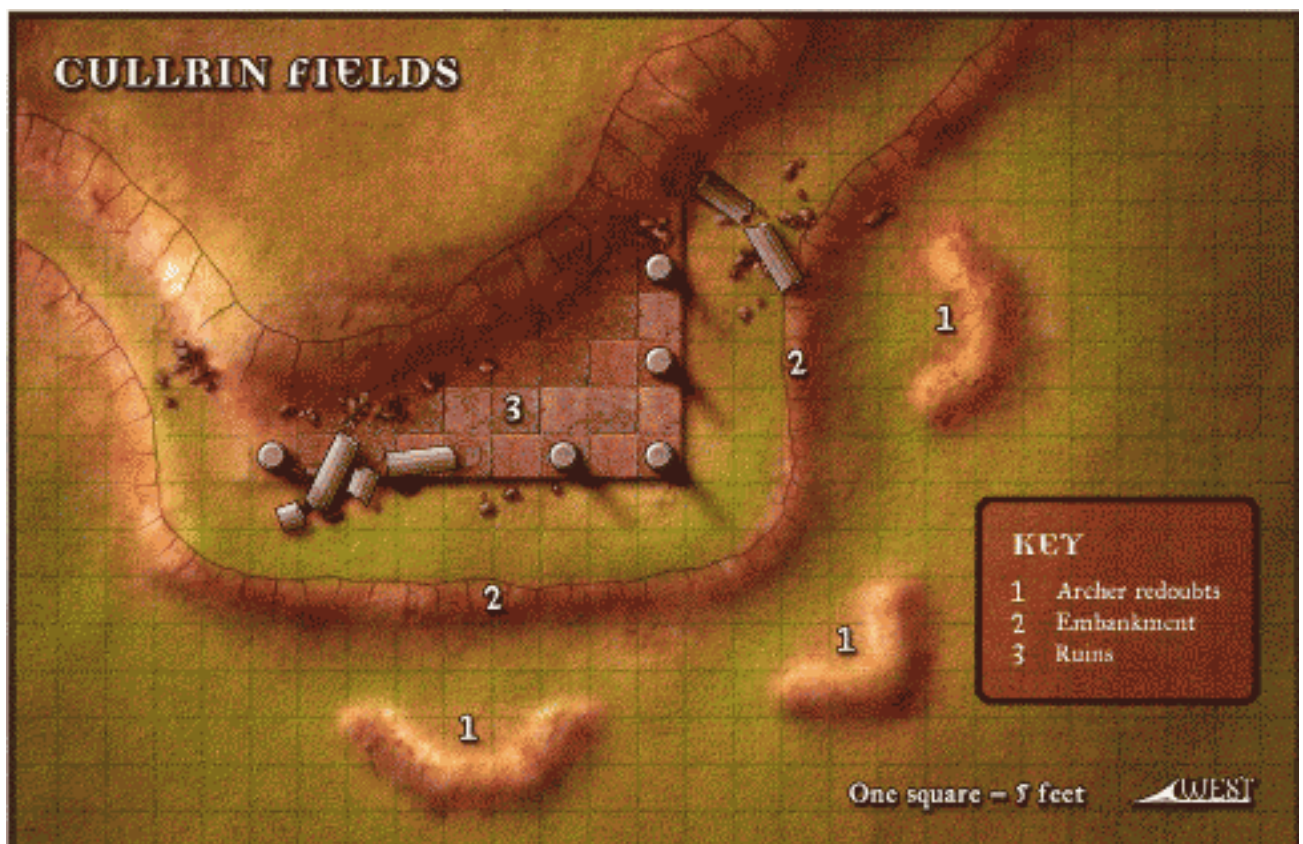 CULLRIN FIELDS
1
2
3
KEY
1 Archer redoubts
2 Embankment
3 Ruins
2
1
1
One square – 5 feet
WEST